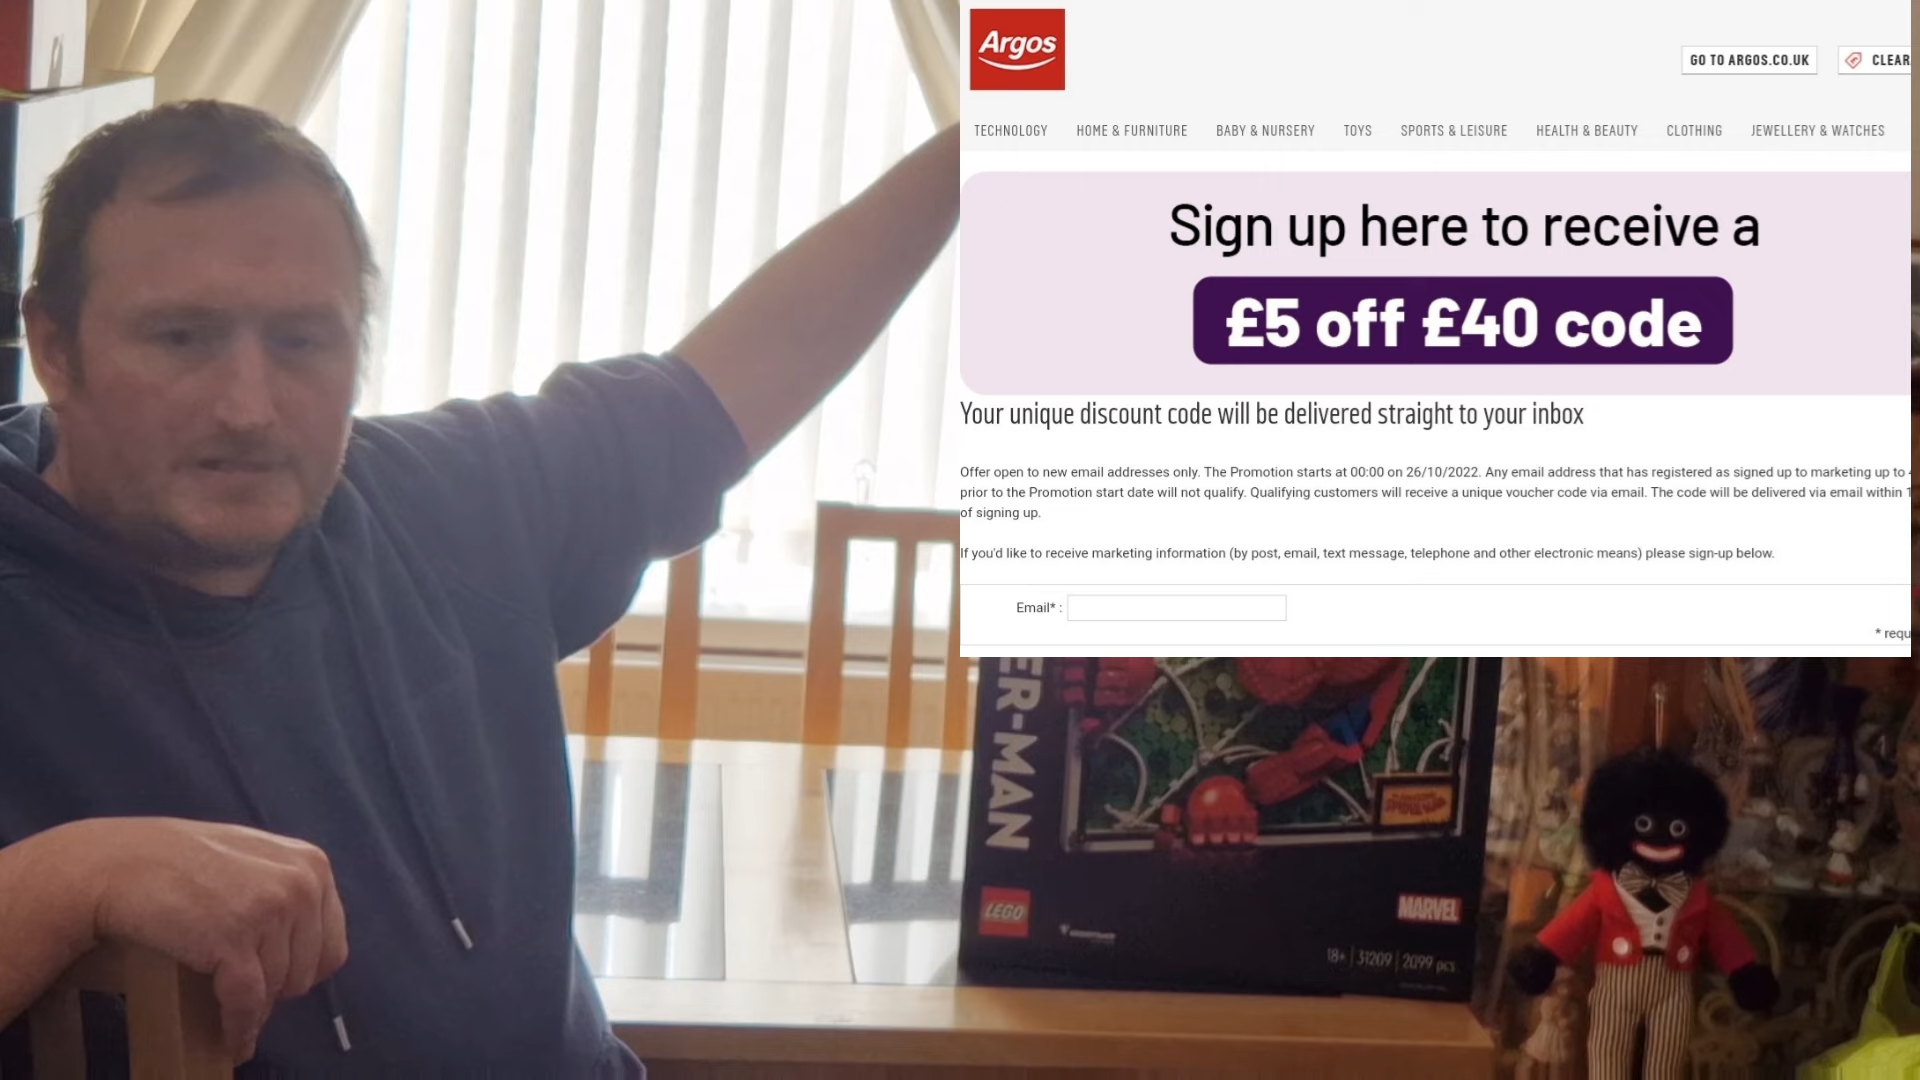 Argos
GO TO ARGOS.CO.UK
CLEAR
TECHNOLOGY HOME & FURNITURE BABY & NURSERY TOYS SPORTS & LEISURE HEALTH & BEAUTY CLOTHING JEWELLERY & WATCHES
Sign up here to receive a
£5 off £40 code
Your unique discount code will be delivered straight to your inbox
Offer open to new email addresses only. The Promotion starts at 00:00 on 26/10/2022. Any email address that has registered as signed up to marketing up to
prior to the Promotion start date will not qualify. Qualifying customers will receive a unique voucher code via email. The code will be delivered via email within 1
of signing up.
If you'd like to receive marketing information (by post, email, text message, telephone and other electronic means) please sign-up below.
Email* :
* requ
ER-MAN
LEGO
MARVEL
18+ 31209 2099 pcs